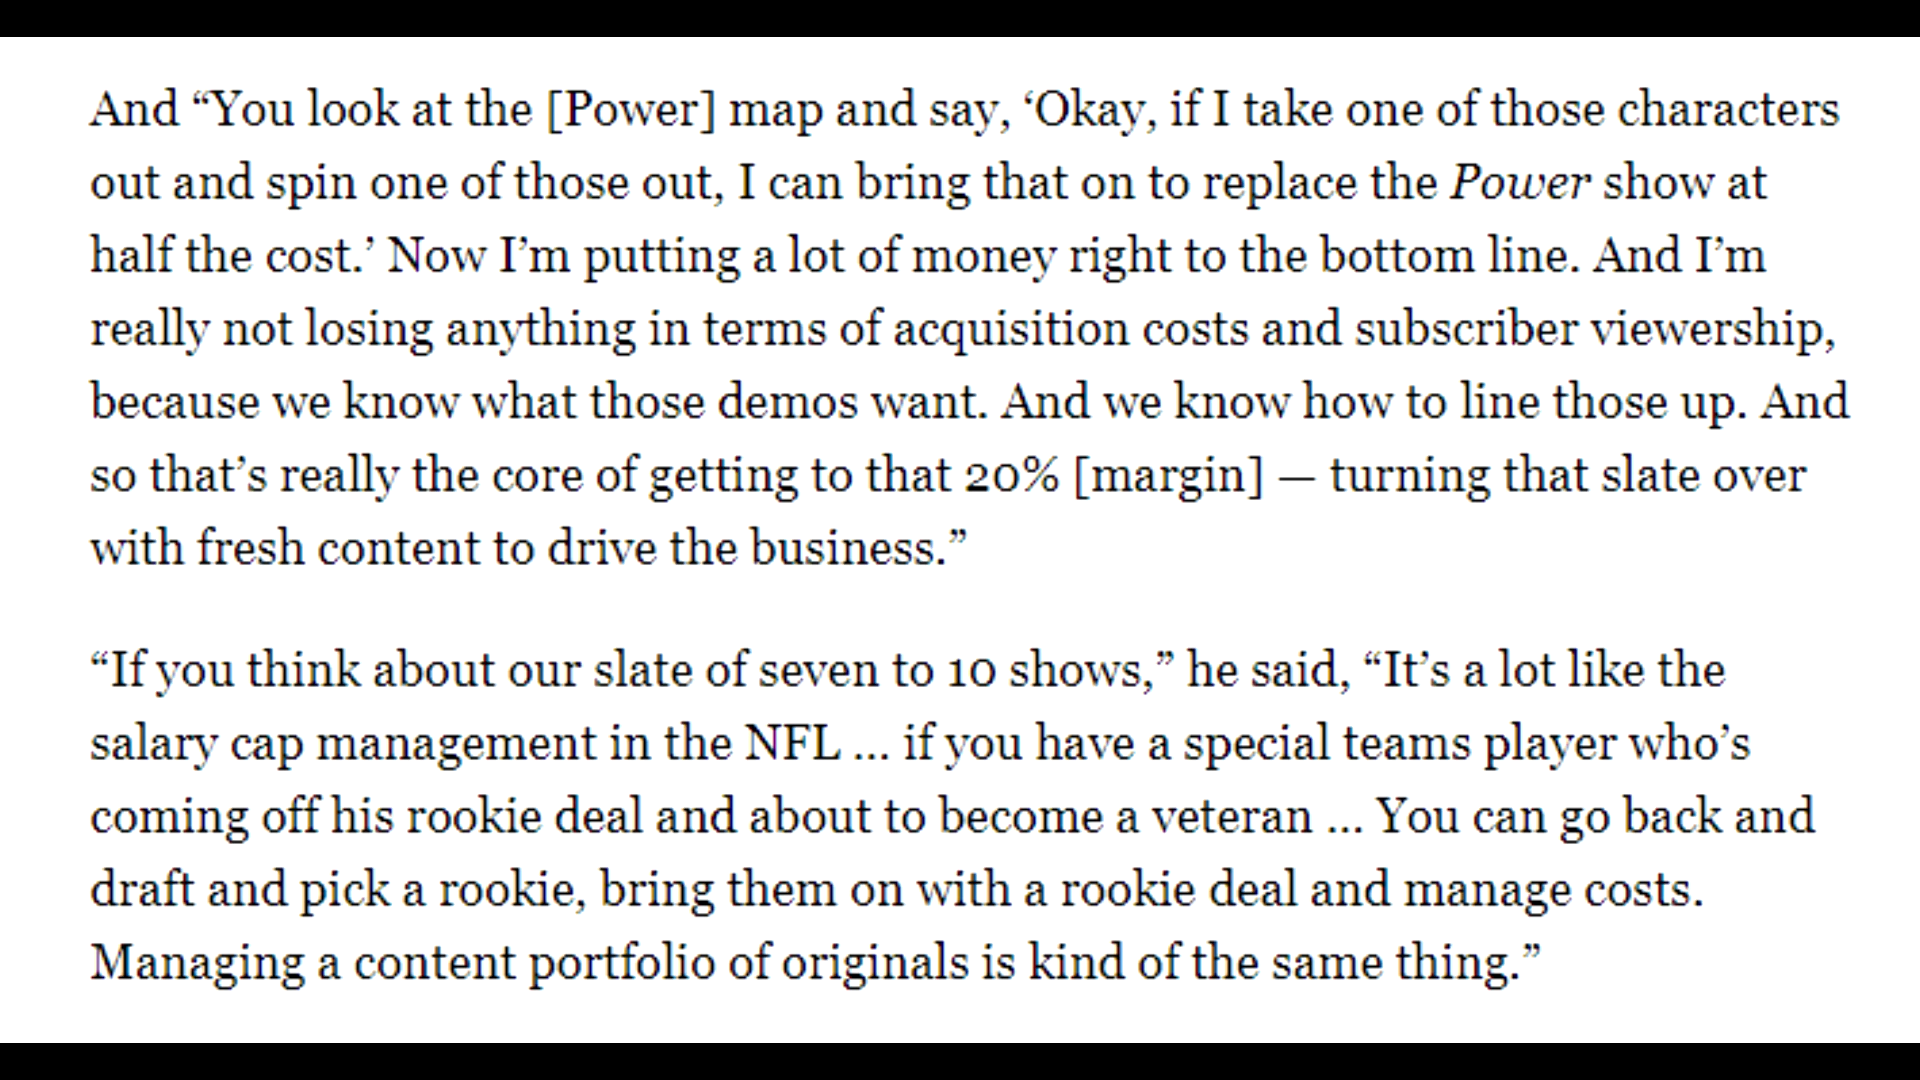 And “You look at the [Power] map and say, ‘Okay, if I take one of those characters
out and spin one of those out, I can bring that on to replace the Power show at
half the cost.’ Now I’m putting a lot of money right to the bottom line. And I’m
really not losing anything in terms of acquisition costs and subscriber viewership,
because we know what those demos want. And we know how to line those up. And
so that’s really the core of getting to that 20% [margin] — turning that slate over
with fresh content to drive the business.”
“If you think about our slate of seven to 10 shows,” he said, “It’s a lot like the
salary cap management in the NFL ... if you have a special teams player who’s
coming off his rookie deal and about to become a veteran ... You can go back and
draft and pick a rookie, bring them on with a rookie deal and manage costs.
Managing a content portfolio of originals is kind of the same thing.”